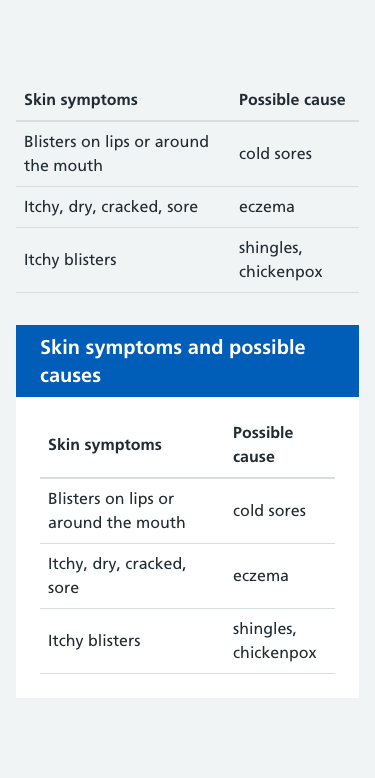 Skin symptoms Possible cause
Blisters on lips or around
the mouth
cold sores
Itchy, dry, cracked, sore eczema
Itchy blisters
shingles,
chickenpox
Skin symptoms and possible
causes
Skin symptoms
Possible
cause
Blisters on lips or
around the mouth
cold sores
Itchy, dry, cracked,
sore
eczema
Itchy blisters
shingles,
chickenpox